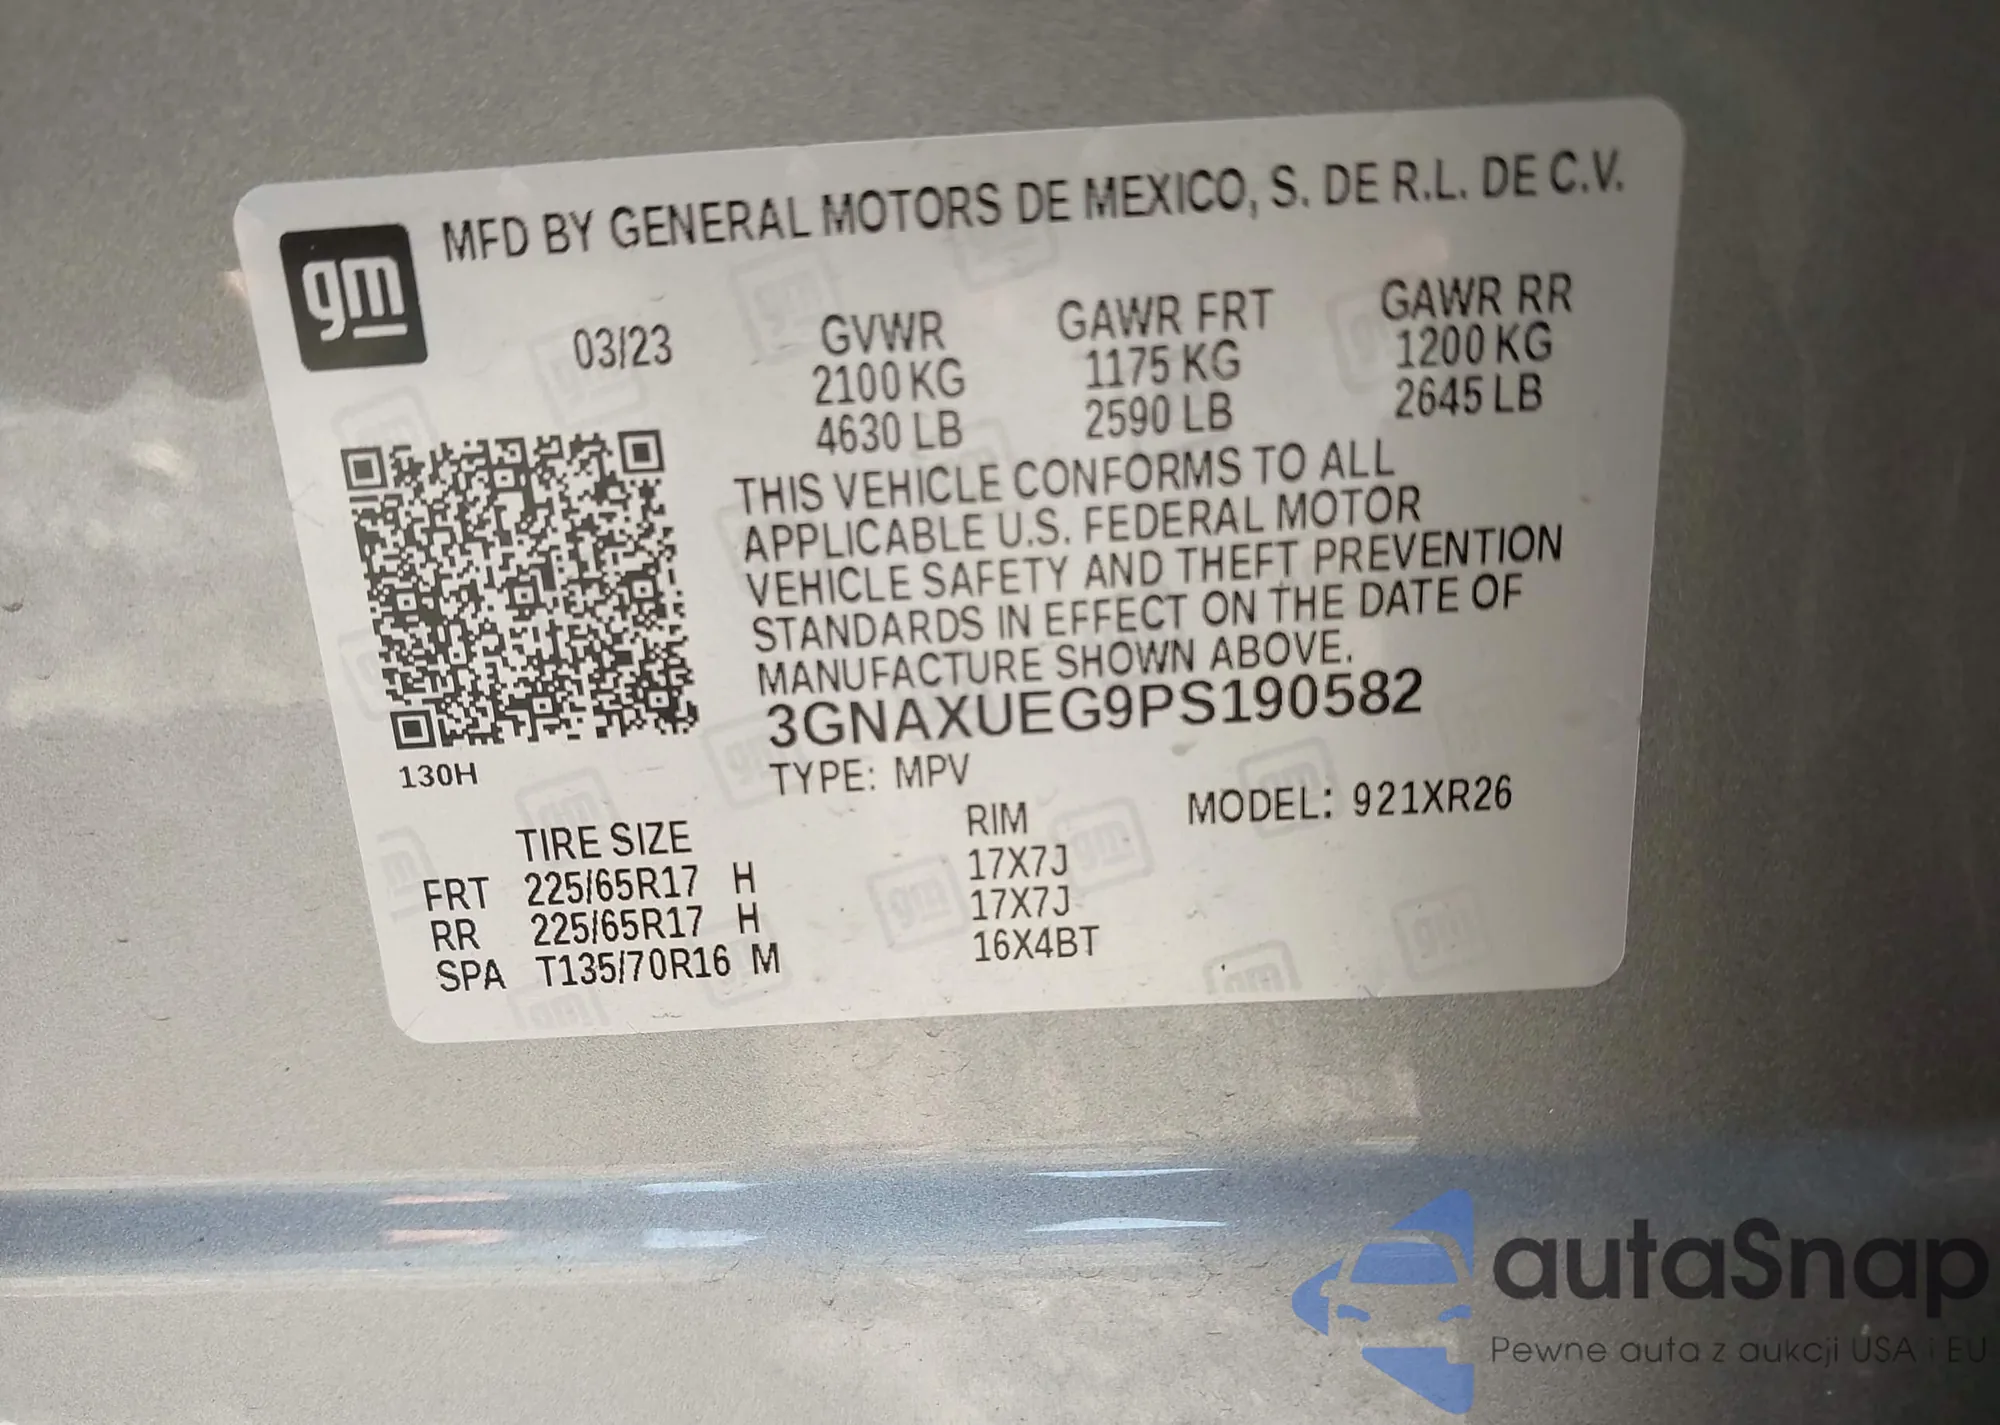 gm
MFD BY GENERAL MOTORS DE MEXICO, S. DE R.L. DE C.V.
03/23 GVWR GAWR FRT GAWR RR
2100 KG 1175 KG 1200 KG
4630 LB 2590 LB 2645 LB
THIS VEHICLE CONFORMS TO ALL
APPLICABLE U.S. FEDERAL MOTOR
VEHICLE SAFETY AND THEFT PREVENTION
STANDARDS IN EFFECT ON THE DATE OF
MANUFACTURE SHOWN ABOVE.
3GNAXUEG9PS190582
130H
TYPE: MPV MODEL: 921XR26
TIRE SIZE RIM
FRT 225/65R17 H 17X7J
RR 225/65R17 H 17X7J
SPA T135/70R16 M 16X4BT
autaSnap
Pewne auta z aukcji USA i EU